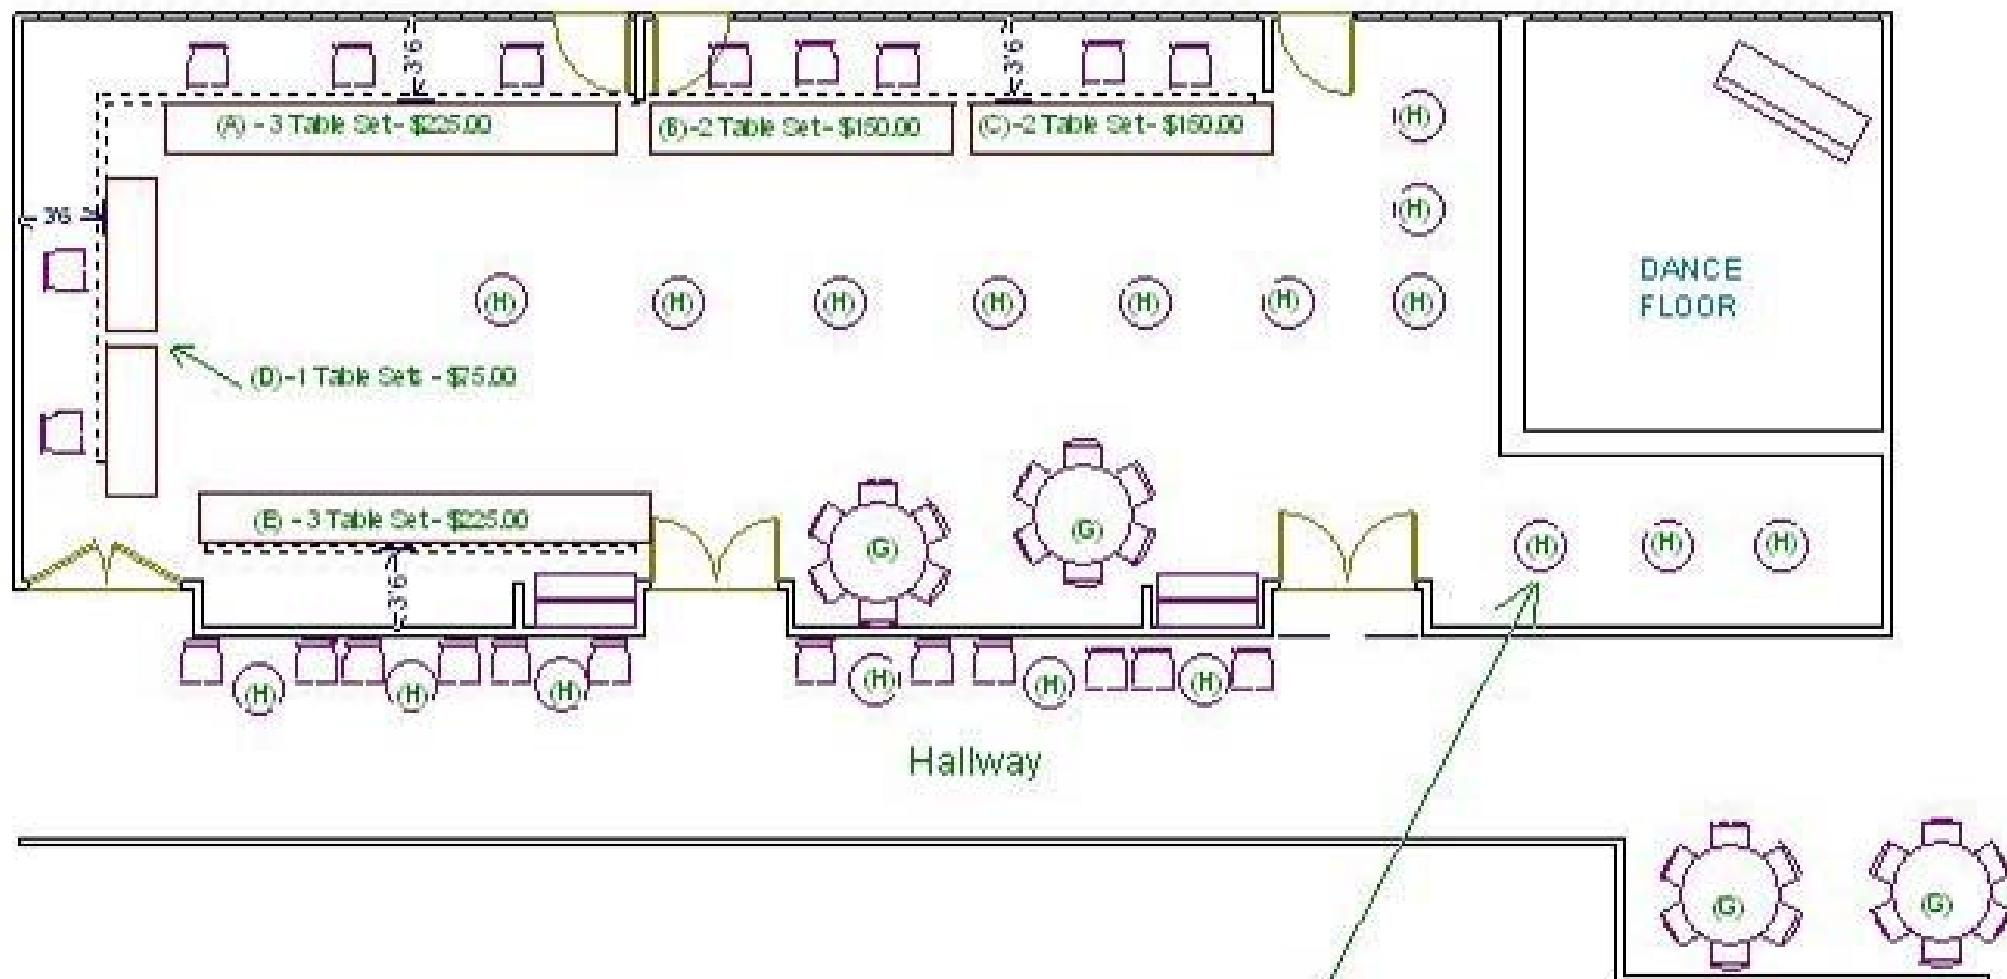 3'6
3'6
(A) - 3 Table Set - $225.00
(B) -2 Table Set - $150.00
(C) -2 Table Set - $150.00
(H)
(H)
3'6
(H)
(H)
(H)
(H)
(H)
(H)
(H)
DANCE
FLOOR
(D) -1 Table Sets - $75.00
(E) - 3 Table Set - $225.00
(G)
(G)
(H)
(H)
(H)
3'6
(H)
(H)
(H)
(H)
(H)
(H)
Hallway
(G)
(G)